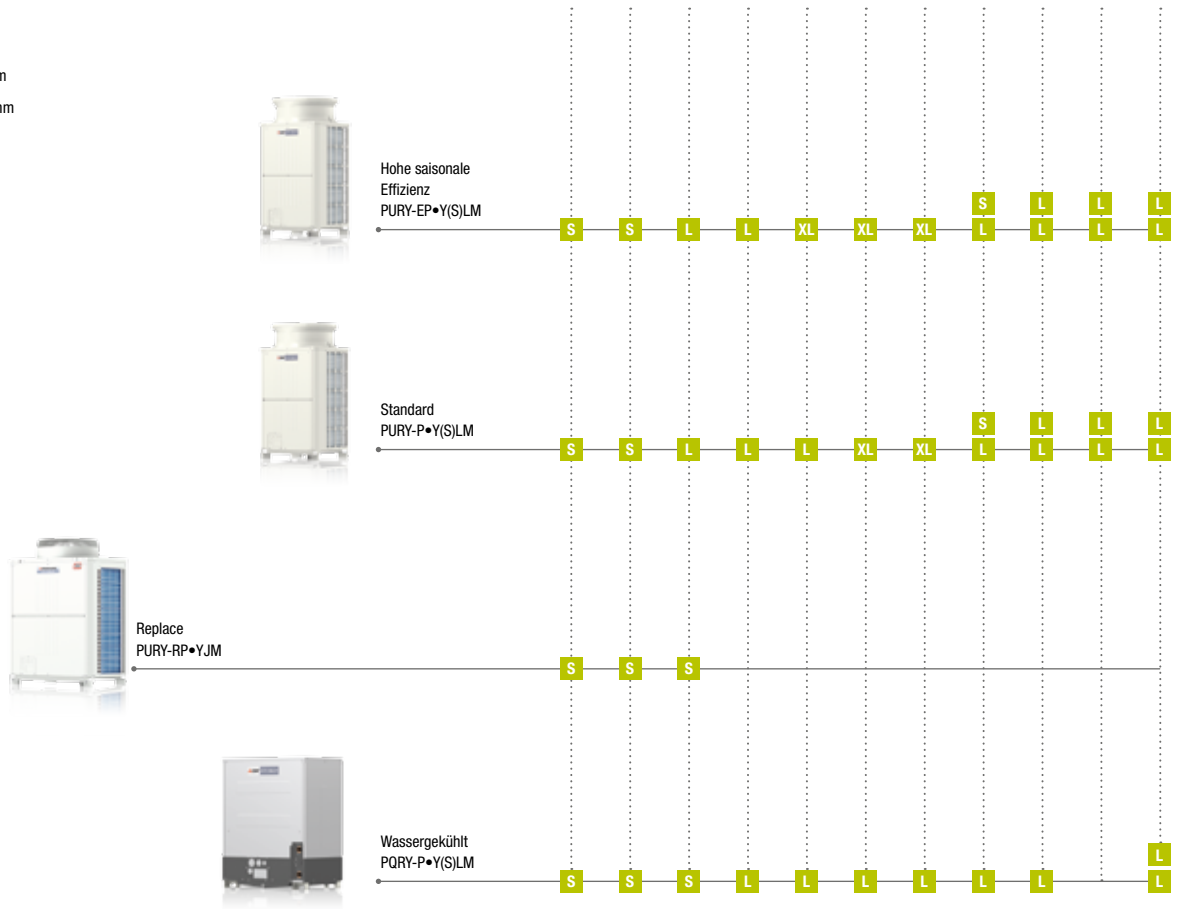 m
nm
Hohe saisonale
Effizienz
PURY-EP•Y(S)LM
S L L L
S S L L XL XL XL L L L L
Standard
PURY-P•Y(S)LM
S L L L
S S L L L XL XL L L L L
Replace
PURY-RP•YJM
S S S
Wassergekühlt
PQRY-P•Y(S)LM
L
S S S L L L L L L L